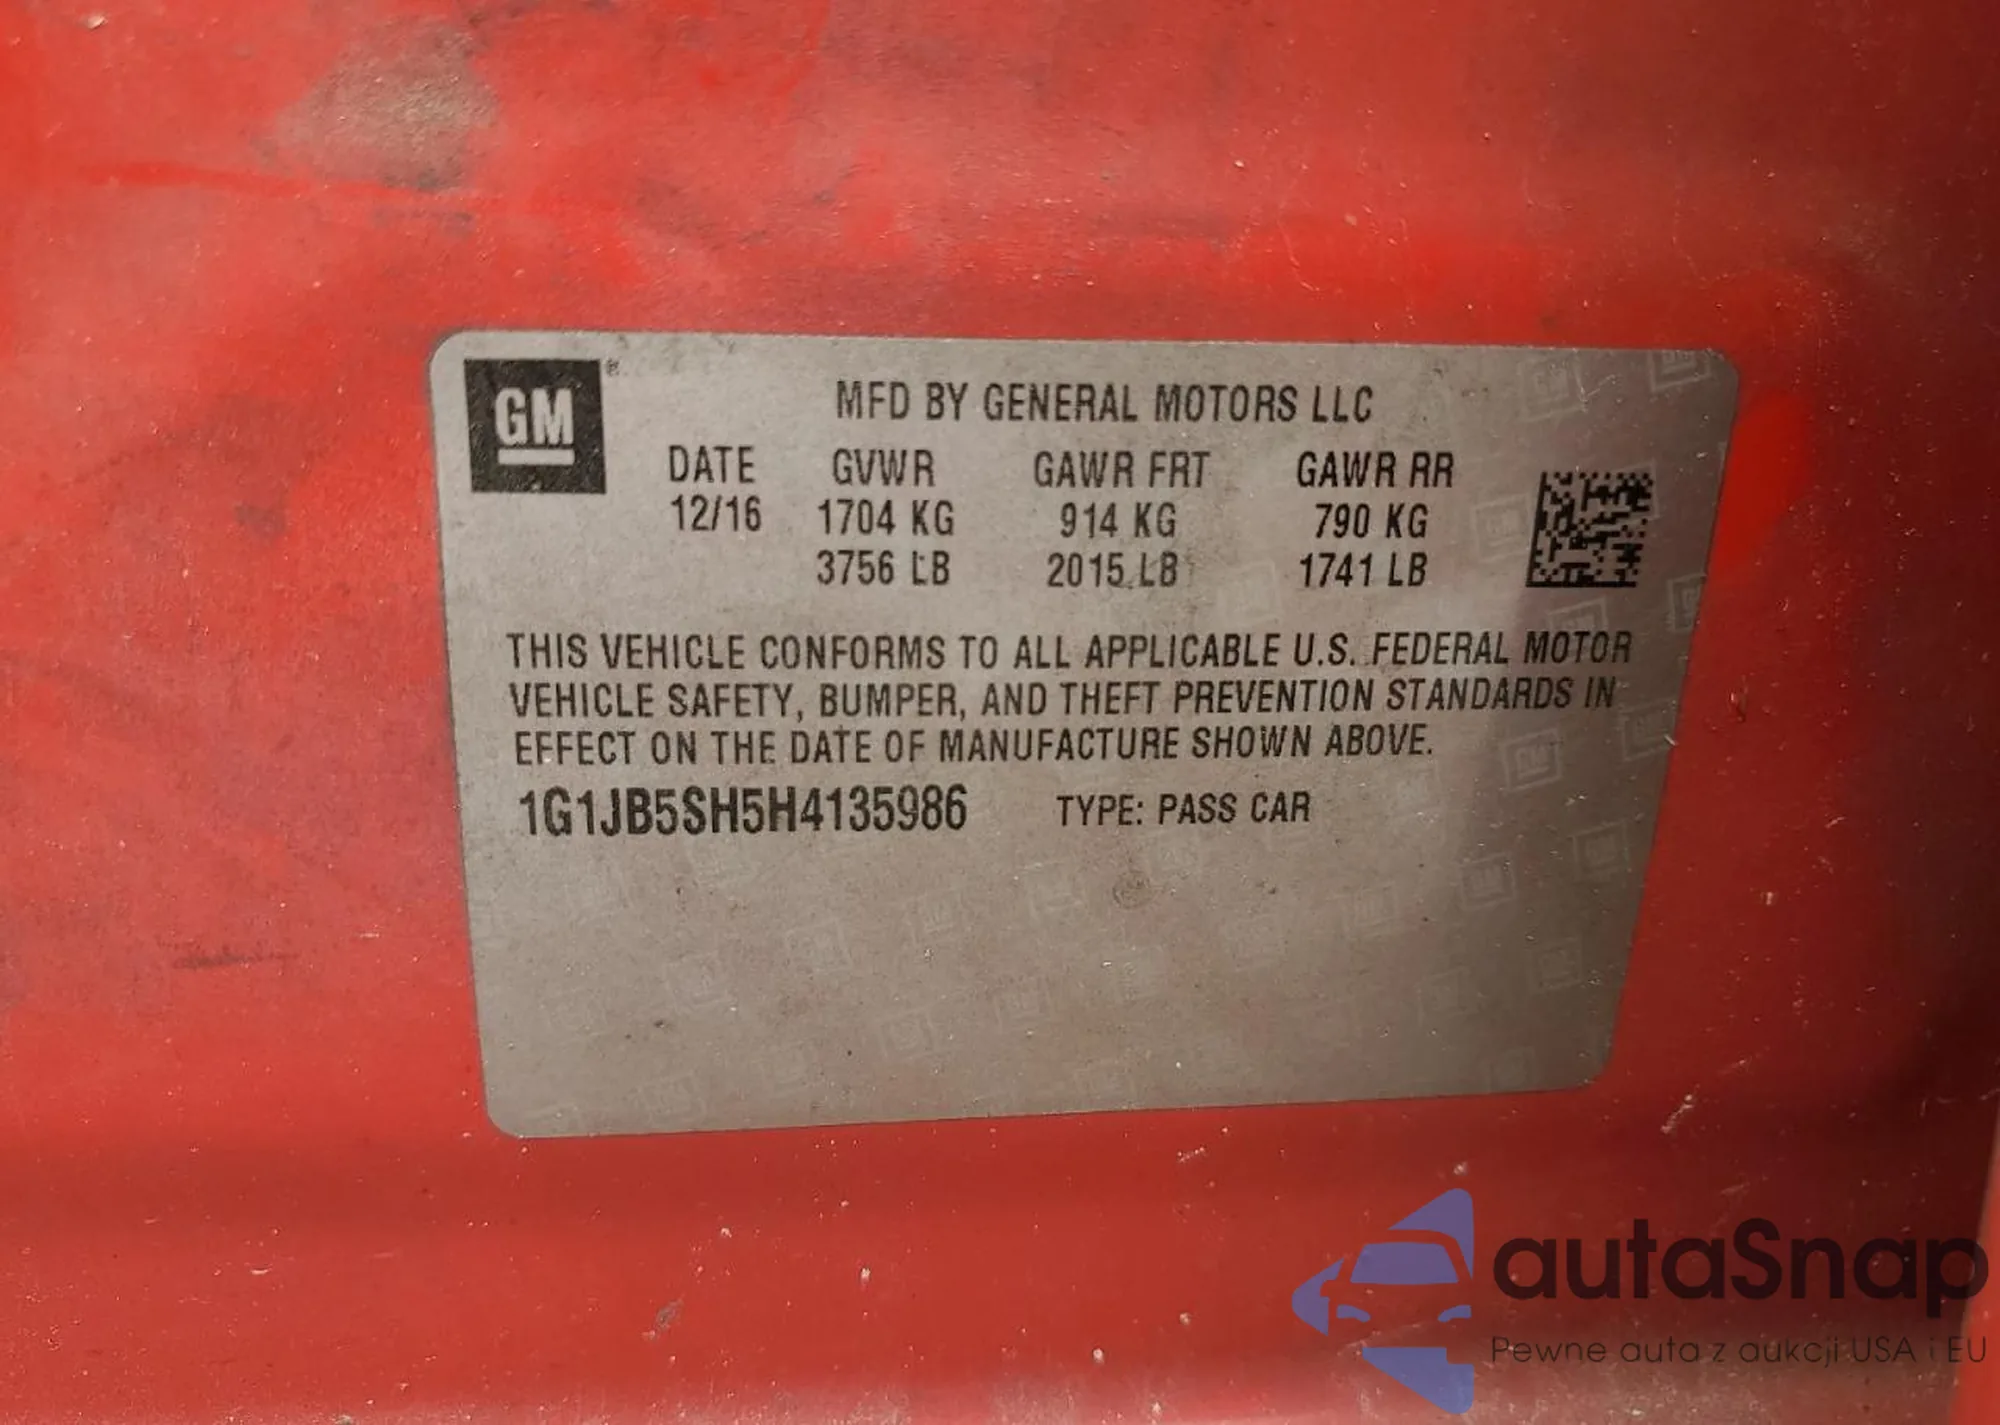 GM ®
MFD BY GENERAL MOTORS LLC
DATE GVWR GAWR FRT GAWR RR
12/16 1704 KG 914 KG 790 KG
3756 LB 2015 LB 1741 LB
THIS VEHICLE CONFORMS TO ALL APPLICABLE U.S. FEDERAL MOTOR
VEHICLE SAFETY, BUMPER, AND THEFT PREVENTION STANDARDS IN
EFFECT ON THE DATE OF MANUFACTURE SHOWN ABOVE.
1G1JB5SH5H4135986 TYPE: PASS CAR
autaSnap
Pewne auta z aukcji USA i EU